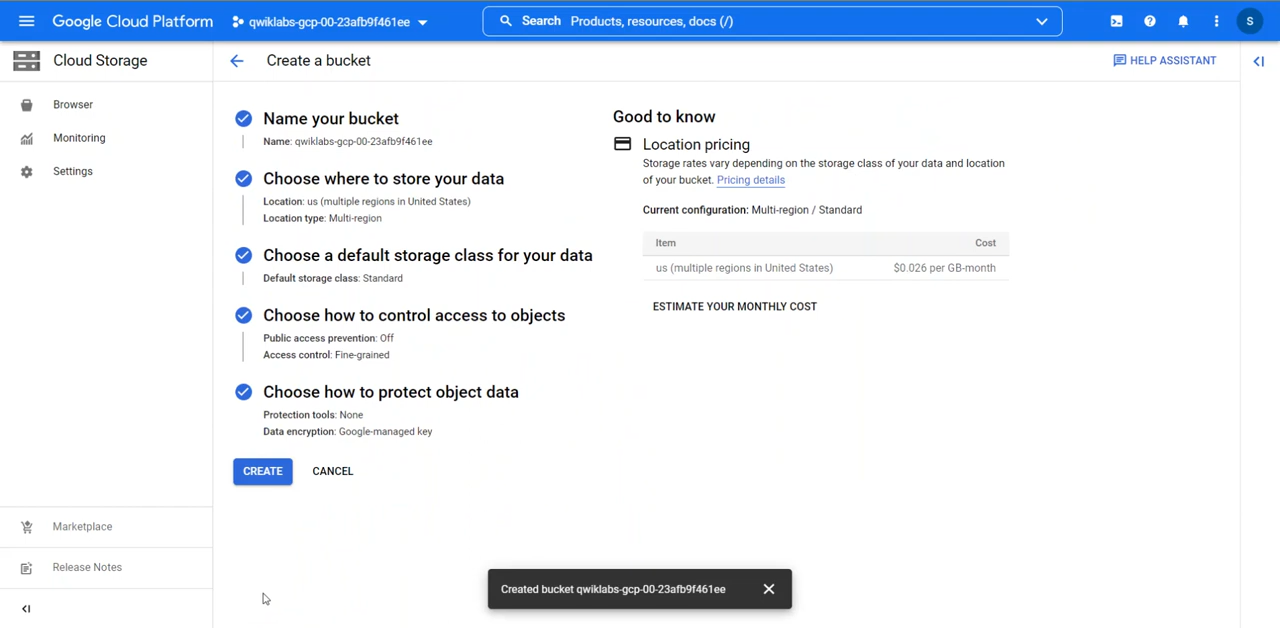 Google Cloud Platform
qwiklabs-gcp-00-23afb9f461ee
Search Products, resources, docs (/)
S
Cloud Storage
Create a bucket
HELP ASSISTANT
Browser
Monitoring
Settings
Name your bucket
Name: qwiklabs-gcp-00-23afb9f461ee
Choose where to store your data
Location: us (multiple regions in United States)
Location type: Multi-region
Choose a default storage class for your data
Default storage class: Standard
Choose how to control access to objects
Public access prevention: Off
Access control: Fine-grained
Choose how to protect object data
Protection tools: None
Data encryption: Google-managed key
CREATE
CANCEL
Good to know
Location pricing
Storage rates vary depending on the storage class of your data and location
of your bucket. Pricing details
Current configuration: Multi-region / Standard
Item Cost
us (multiple regions in United States) $0.026 per GB-month
ESTIMATE YOUR MONTHLY COST
Marketplace
Release Notes
Created bucket qwiklabs-gcp-00-23afb9f461ee